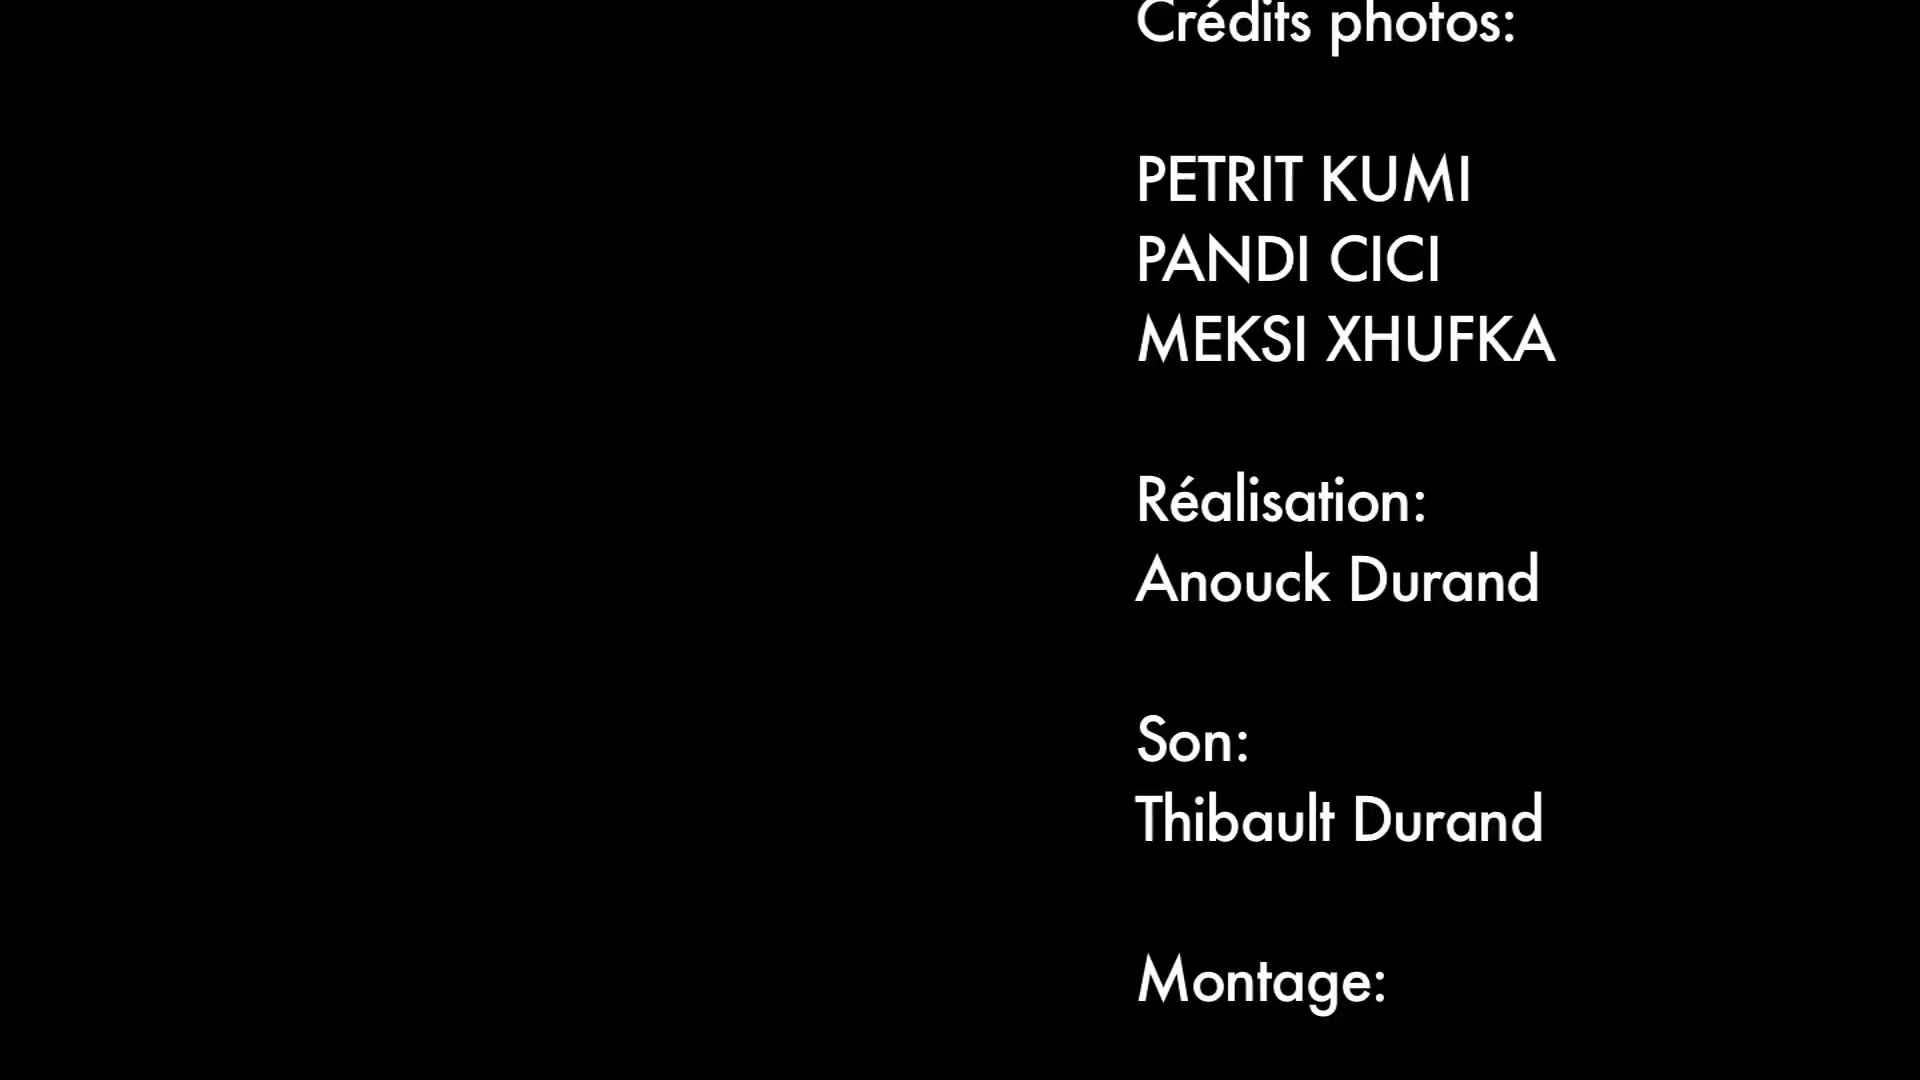 Crédits photos:
PETRIT KUMI
PANDI CICI
MEKSI XHUFKA
Réalisation:
Anouck Durand
Son:
Thibault Durand
Montage: